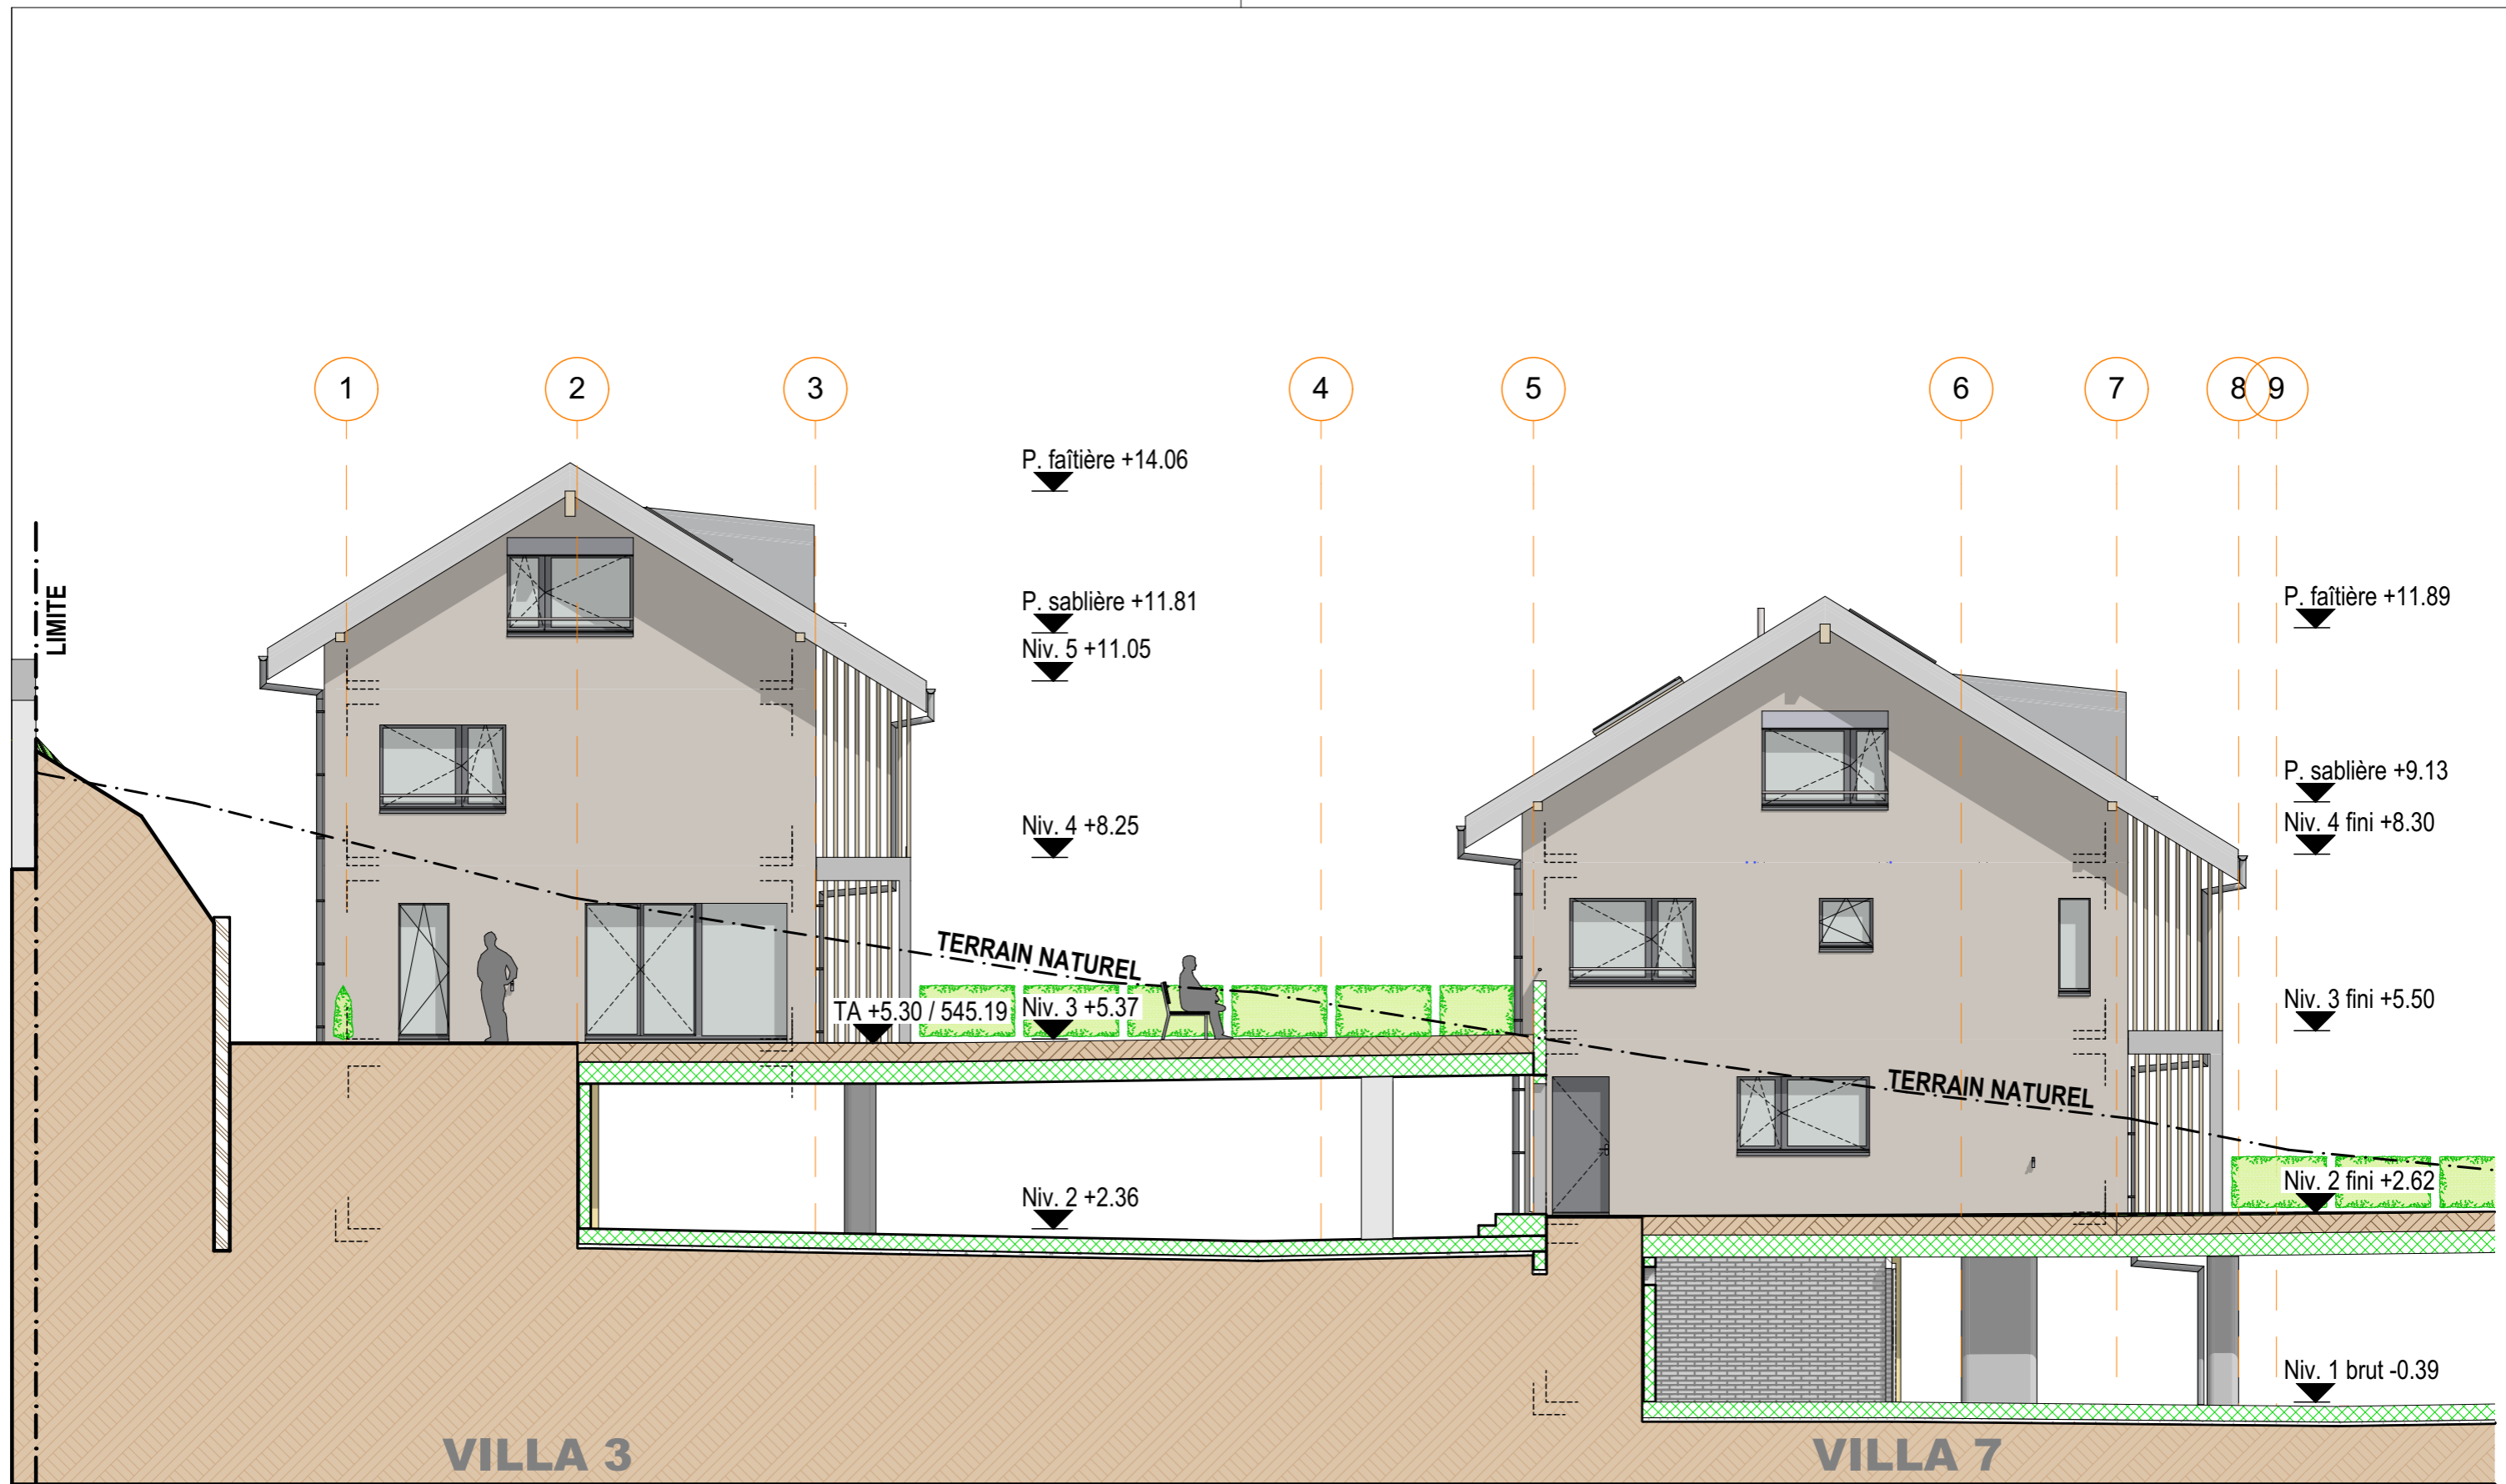 1
2
3
4
5
6
7
8
9
P. faîtière +14.06
P. sablière +11.81
Niv. 5 +11.05
Niv. 4 +8.25
P. faîtière +11.89
P. sablière +9.13
Niv. 4 fini +8.30
LIMITE
TERRAIN NATUREL
TA +5.30 / 545.19
Niv. 3 +5.37
Niv. 3 fini +5.50
TERRAIN NATUREL
Niv. 2 +2.36
Niv. 2 fini +2.62
Niv. 1 brut -0.39
VILLA 3
VILLA 7